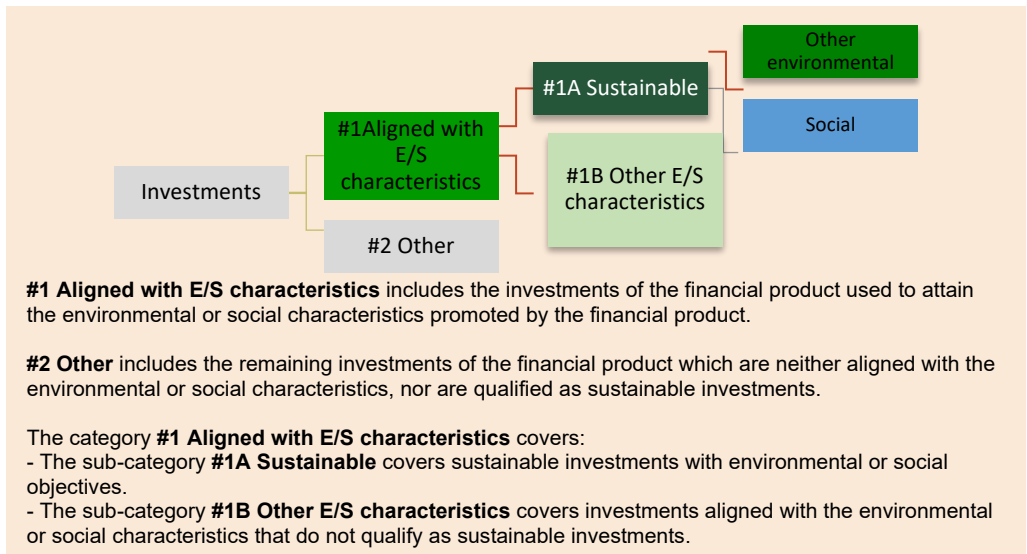 Other
environmental
#1A Sustainable
#1Aligned with
E/S
characteristics
Social
Investments
#1B Other E/S
characteristics
#2 Other
#1 Aligned with E/S characteristics includes the investments of the financial product used to attain
the environmental or social characteristics promoted by the financial product.
#2 Other includes the remaining investments of the financial product which are neither aligned with the
environmental or social characteristics, nor are qualified as sustainable investments.
The category #1 Aligned with E/S characteristics covers:
- The sub-category #1A Sustainable covers sustainable investments with environmental or social
objectives.
- The sub-category #1B Other E/S characteristics covers investments aligned with the environmental
or social characteristics that do not qualify as sustainable investments.